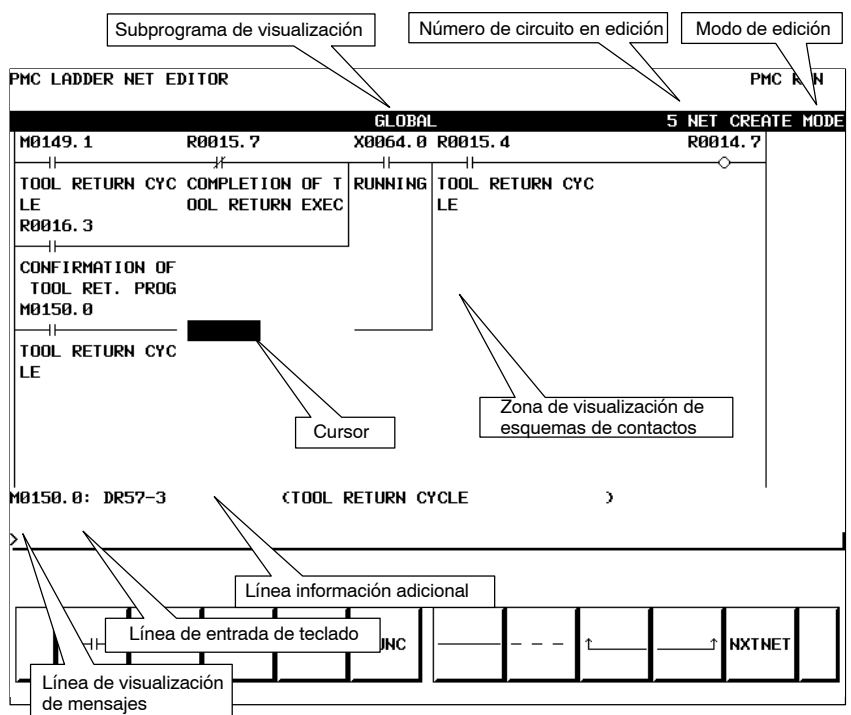 Subprograma de visualización
Número de circuito en edición
Modo de edición
PMC LADDER NET EDITOR
PMC R N
GLOBAL
5 NET CREATE MODE
M0149.1 R0015.7 X0064.0 R0015.4 R0014.7
TOOL RETURN CYC COMPLETION OF T RUNNING TOOL RETURN CYC
LE OOL RETURN EXEC LE
R0016.3
CONFIRMATION OF
TOOL RET. PROG
M0150.0
TOOL RETURN CYC
LE
Zona de visualización de
esquemas de contactos
Cursor
M0150.0: DR57-3 (TOOL RETURN CYCLE )
>
Línea información adicional
Línea de entrada de teclado
NC
NXTNET
Línea de visualización
de mensajes